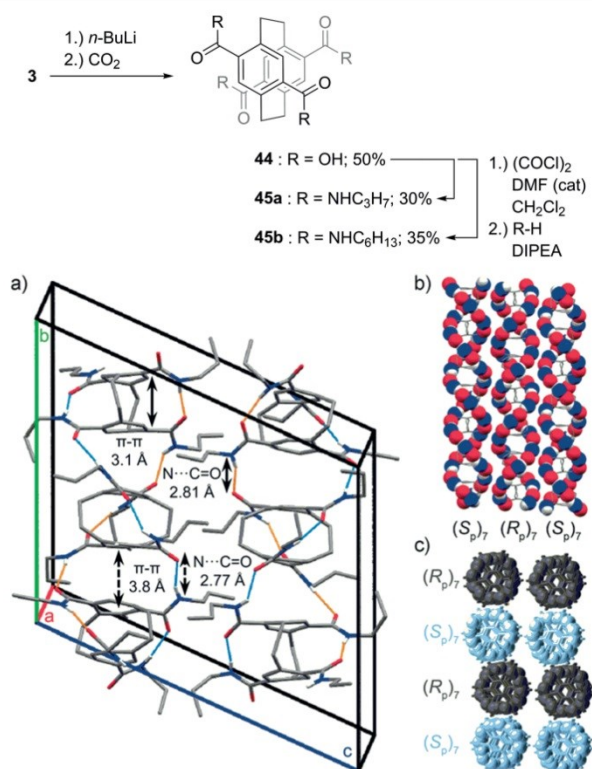 1.) n-BuLi
2.) CO2
3
R
O
R
O
O
R
O
R
44 : R = OH; 50%
45a : R = NHC3H7; 30%
45b : R = NHC6H13; 35%
1.) (COCl)2
DMF (cat)
CH2Cl2
2.) R-H
DIPEA
a)
b
π-π
3.1 Å
N···C=O
2.81 Å
π-π
3.8 Å
N···C=O
2.77 Å
a
c
b)
(Sp)7 (Rp)7 (Sp)7
c)
(Rp)7
(Sp)7
(Rp)7
(Sp)7